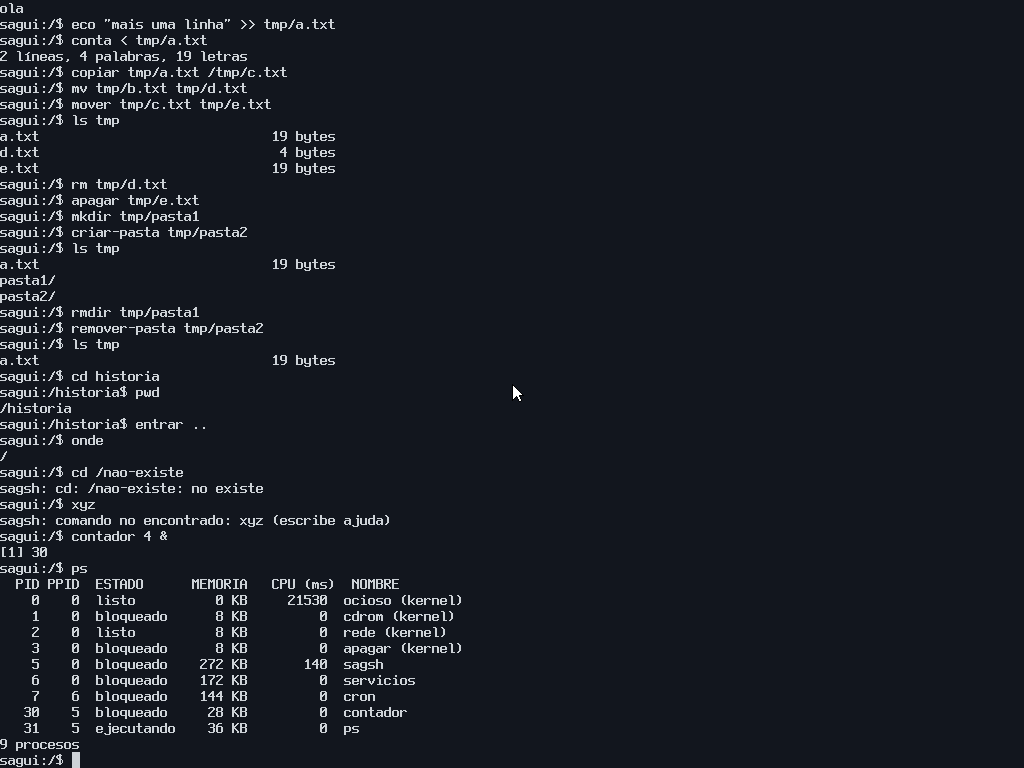 ola
sagui:/$ eco "mais uma linha" >> tmp/a.txt
sagui:/$ conta < tmp/a.txt
2 líneas, 4 palabras, 19 letras
sagui:/$ copiar tmp/a.txt /tmp/c.txt
sagui:/$ mv tmp/b.txt tmp/d.txt
sagui:/$ mover tmp/c.txt tmp/e.txt
sagui:/$ ls tmp
a.txt                             19 bytes
d.txt                              4 bytes
e.txt                             19 bytes
sagui:/$ rm tmp/d.txt
sagui:/$ apagar tmp/e.txt
sagui:/$ mkdir tmp/pasta1
sagui:/$ criar-pasta tmp/pasta2
sagui:/$ ls tmp
a.txt                             19 bytes
pasta1/
pasta2/
sagui:/$ rmdir tmp/pasta1
sagui:/$ remover-pasta tmp/pasta2
sagui:/$ ls tmp
a.txt                             19 bytes
sagui:/$ cd historia
sagui:/historia$ pwd
/historia
sagui:/historia$ entrar ..
sagui:/$ onde
/
sagui:/$ cd /nao-existe
sagsh: cd: /nao-existe: no existe
sagui:/$ xyz
sagsh: comando no encontrado: xyz (escribe ajuda)
sagui:/$ contador 4 &
[1] 30
sagui:/$ ps
  PID PPID  ESTADO      MEMORIA   CPU (ms)  NOMBRE
    0    0  listo          0 KB     21530  ocioso (kernel)
    1    0  bloqueado      8 KB         0  cdrom (kernel)
    2    0  listo          8 KB         0  rede (kernel)
    3    0  bloqueado      8 KB         0  apagar (kernel)
    5    0  bloqueado    272 KB       140  sagsh
    6    0  bloqueado    172 KB         0  servicios
    7    6  bloqueado    144 KB         0  cron
   30    5  bloqueado     28 KB         0  contador
   31    5  ejecutando    36 KB         0  ps
9 procesos
sagui:/$